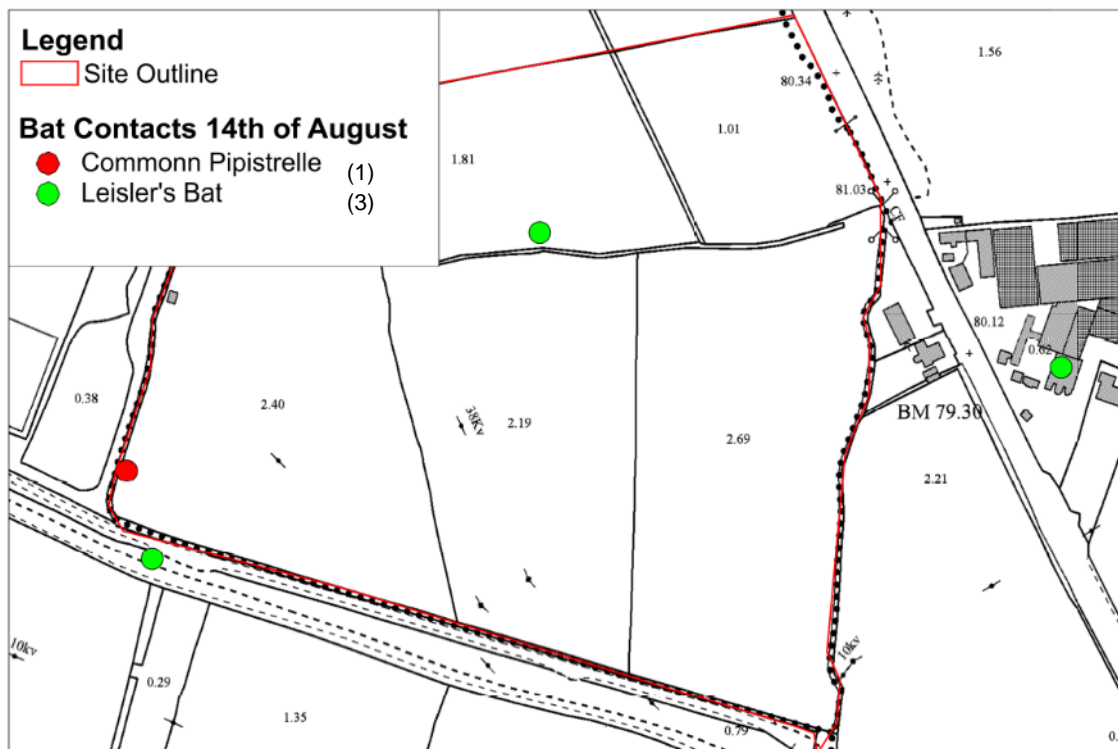 Legend
Site Outline
Bat Contacts 14th of August
Commonn Pipistrelle (1)
Leisler's Bat (3)
1.56
80.34
1.01
1.81
81.03
CF
80.12
0.62
0.38
2.40
38Kv
2.19
2.69
BM 79.30
2.21
10kv
10kv
0.29
1.35
0.79